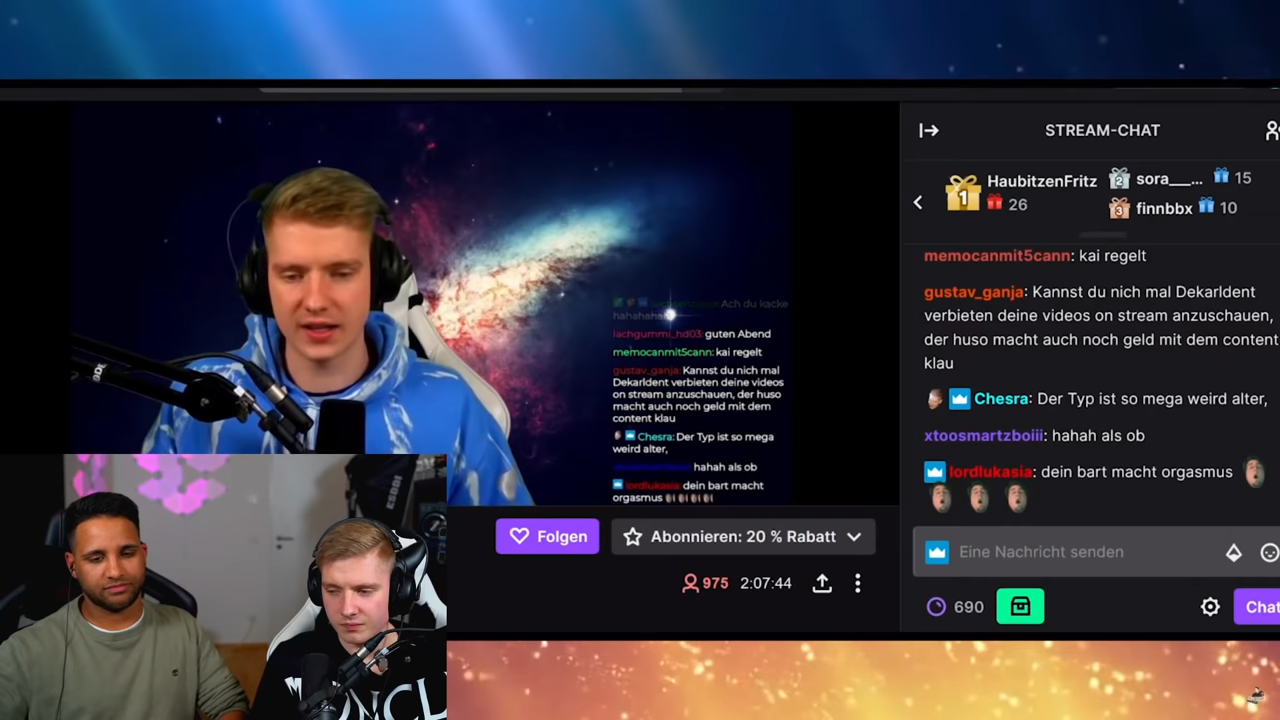 STREAM-CHAT
HaubitzenFritz
26
sora___...
15
finnbbx
10
memocanmit5cann: kai regelt
gustav_ganja: Kannst du nich mal Dekarldent
verbieten deine videos on stream anzuschauen,
der huso macht auch noch geld mit dem content
klau
Chesra: Der Typ ist so mega weird alter,
xtoosmartzboiii: hahah als ob
lordlukasia: dein bart macht orgasmus
Eine Nachricht senden
690
Chat
Ach du kacke
hahahaha
lachgummi_hd03: guten Abend
memocanmit5cann: kai regelt
gustav_ganja: Kannst du nich mal
Dekarldent verbieten deine videos
on stream anzuschauen, der huso
macht auch noch geld mit dem
content klau
Chesra: Der Typ ist so mega
weird alter,
hahah als ob
lordlukasia: dein bart macht
orgasmus
Folgen
Abonnieren: 20 % Rabatt
975
2:07:44